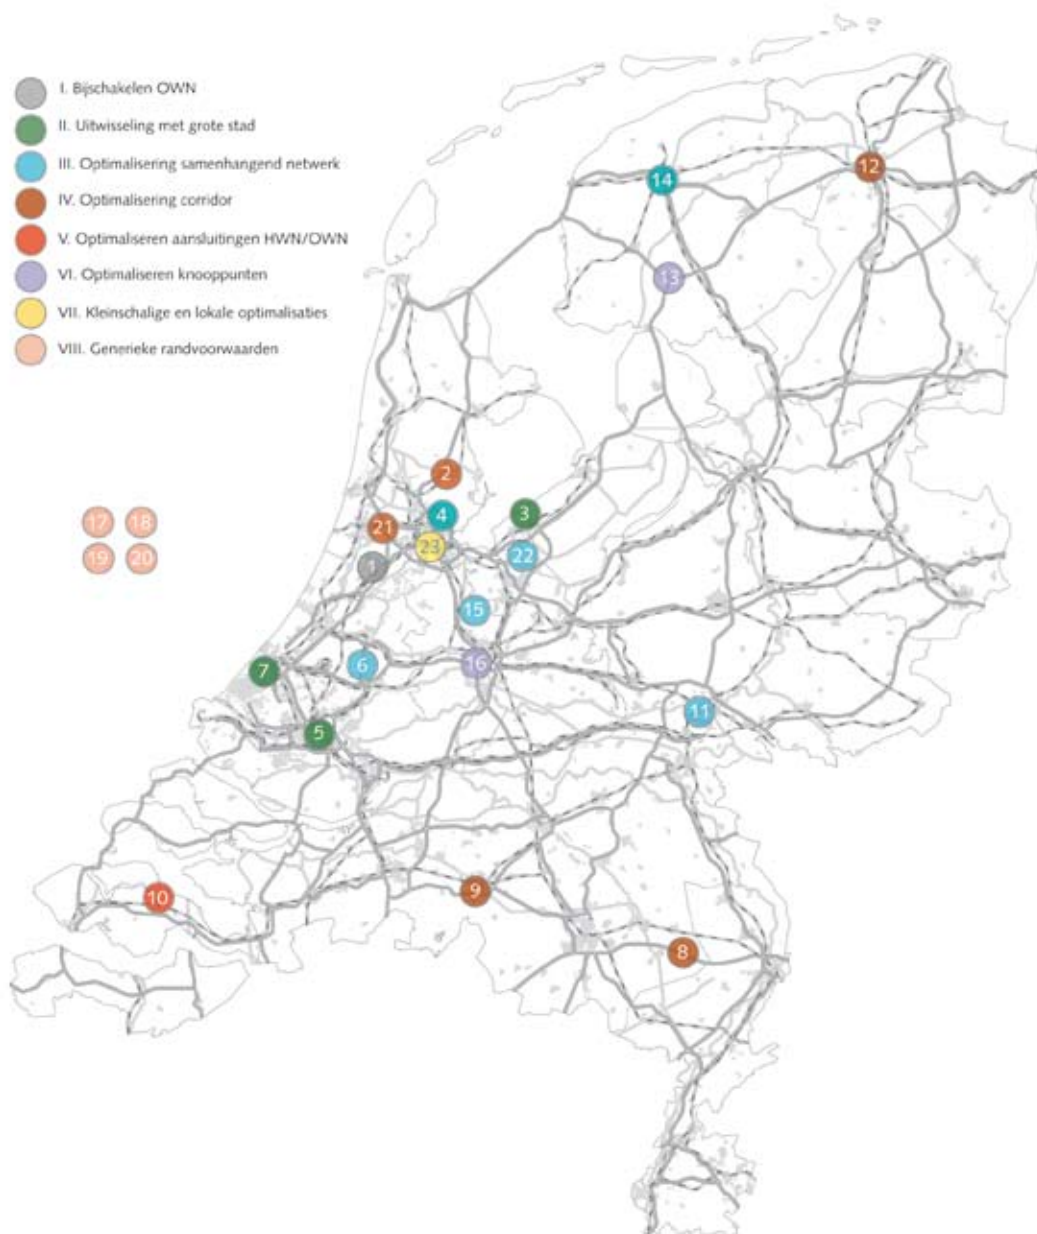 I. Bijschakelen OWN
II. Uitwisseling met grote stad
III. Optimalisering samenhangend netwerk
IV. Optimalisering corridor
V. Optimaliseren aansluitingen HWN/OWN
VI. Optimaliseren knooppunten
VII. Kleinschalige en lokale optimalisaties
VIII. Generieke randvoorwaarden
12
14
13
2
4
3
17 18
21
23
22
19 20
1
15
7
6
16
11
5
9
10
8